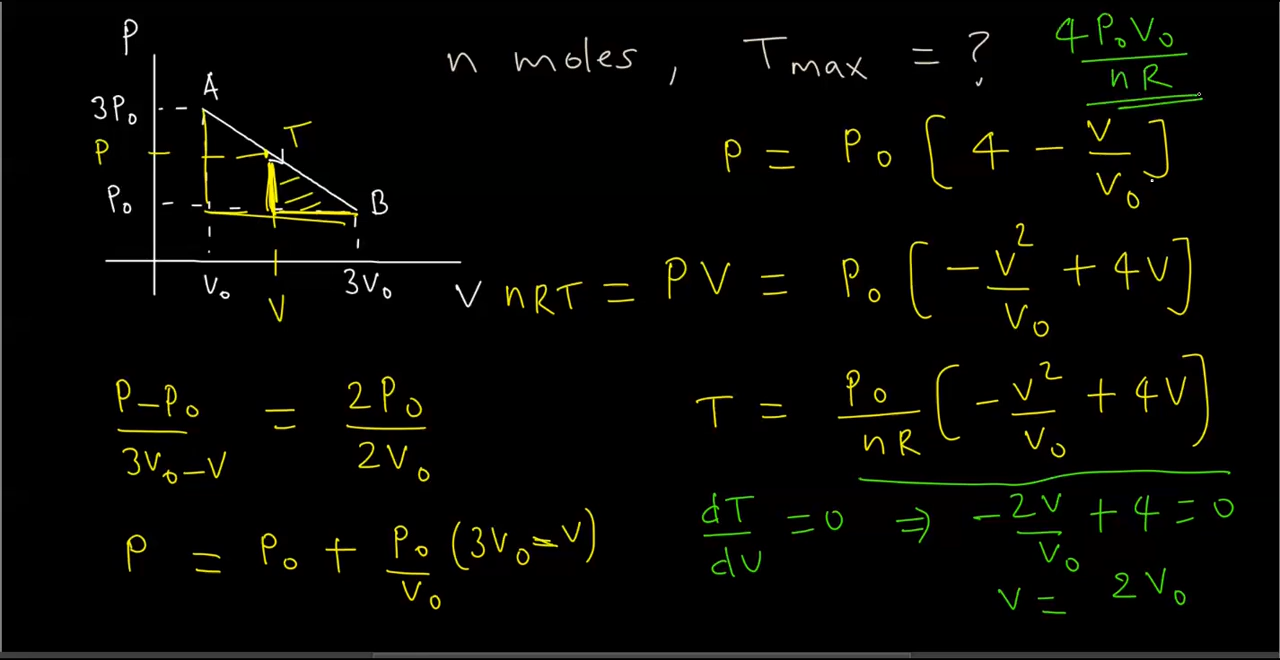 n moles, T_max = ? 4P₀V₀/nR
P
A
3P₀
T
P
P₀
B
V₀
3V₀
V
V
P = P₀[4 − V/V₀]
nRT = PV = P₀[−V²/V₀ + 4V]
(P−P₀)/(3V₀−V) = 2P₀/2V₀
T = P₀/nR (−V²/V₀ + 4V)
P = P₀ + P₀/V₀ (3V₀−V)
dT/dV = 0 ⇒ −2V/V₀ + 4 = 0
V = 2V₀